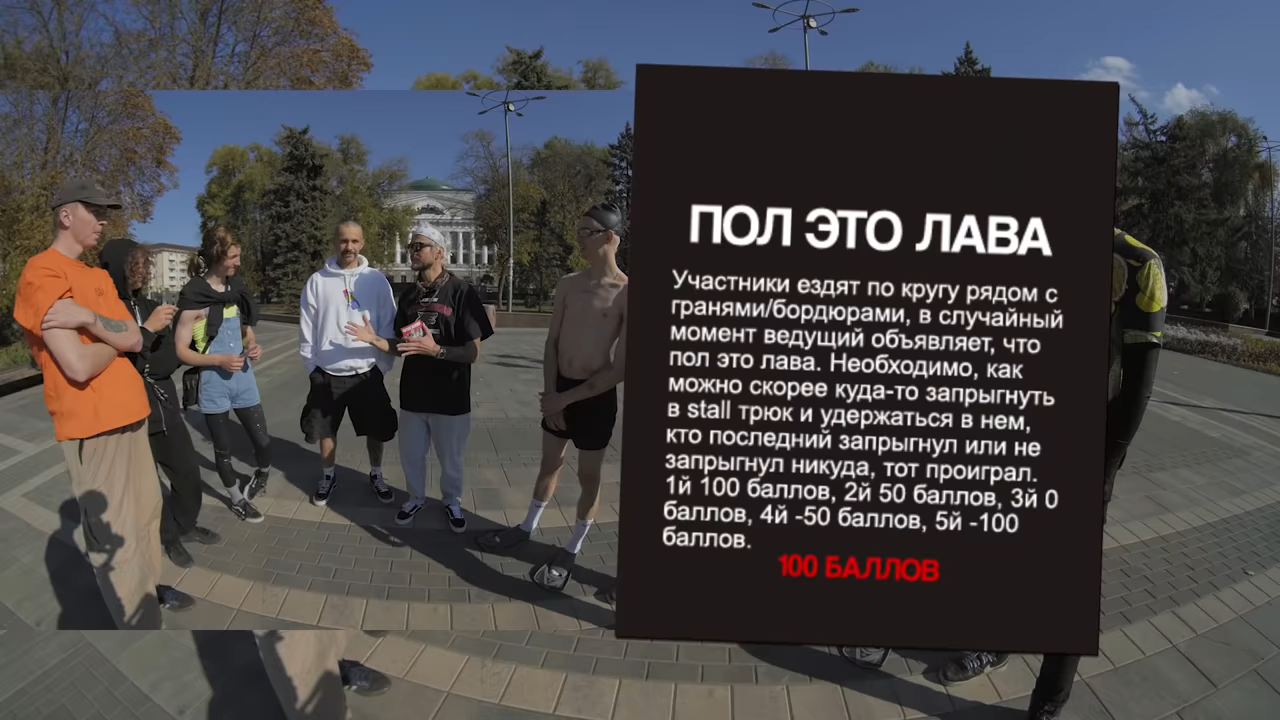 ПОЛ ЭТО ЛАВА
Участники ездят по кругу рядом с
гранями/бордюрами, в случайный
момент ведущий объявляет, что
пол это лава. Необходимо, как
можно скорее куда-то запрыгнуть
в stall трюк и удержаться в нем,
кто последний запрыгнул или не
запрыгнул никуда, тот проиграл.
1й 100 баллов, 2й 50 баллов, 3й 0
баллов, 4й -50 баллов, 5й -100
баллов.
100 БАЛЛОВ